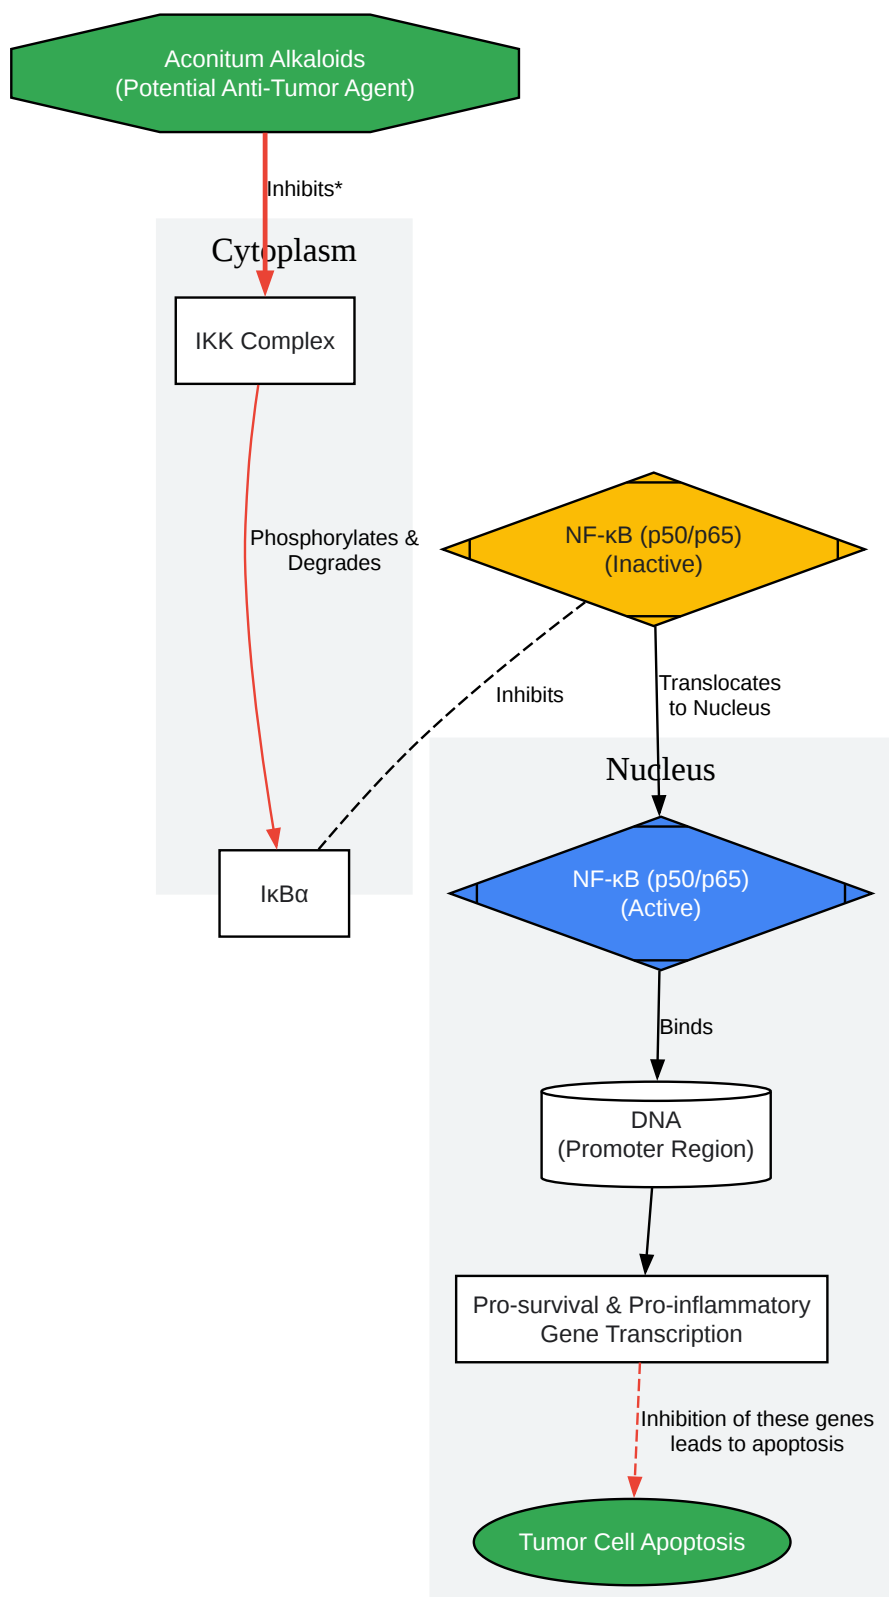 Aconitum Alkaloids
(Potential Anti-Tumor Agent)
Inhibits*
Cytoplasm
IKK Complex
Phosphorylates &
Degrades
NF-κB (p50/p65)
(Inactive)
Inhibits
Translocates
to Nucleus
Nucleus
IκBα
NF-κB (p50/p65)
(Active)
Binds
DNA
(Promoter Region)
Pro-survival & Pro-inflammatory
Gene Transcription
Inhibition of these genes
leads to apoptosis
Tumor Cell Apoptosis